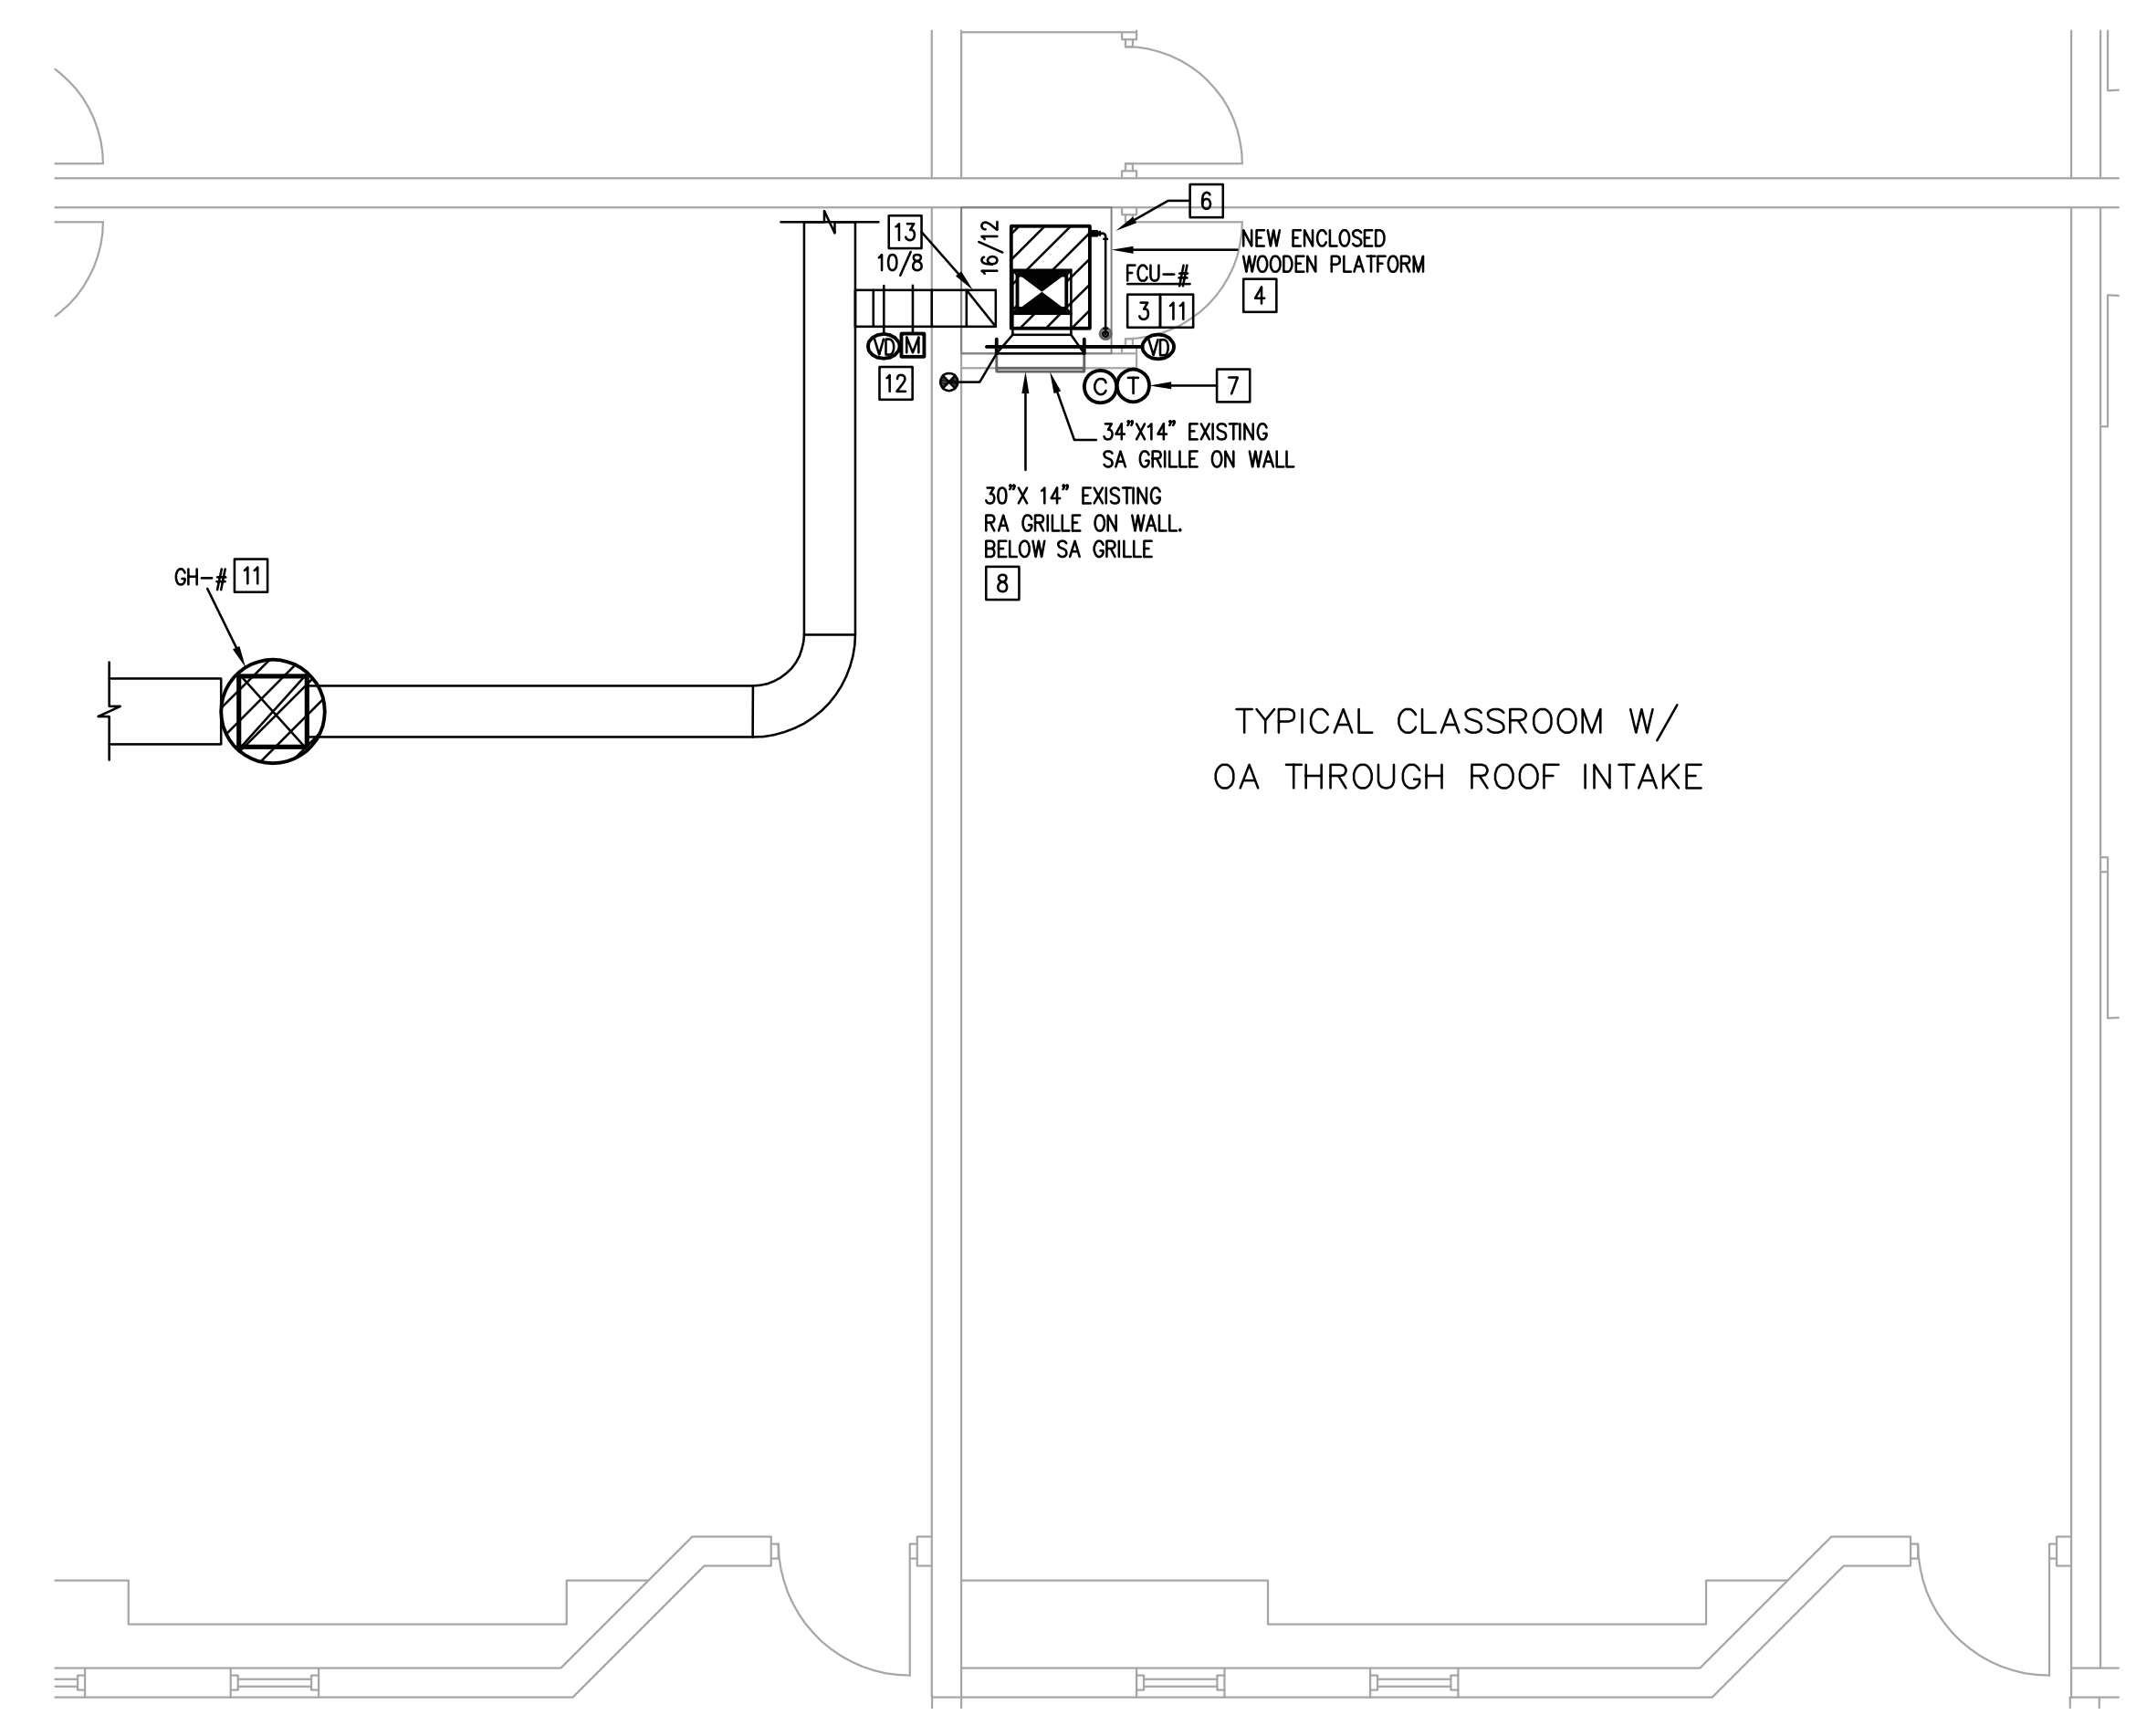 6
13
10/8
16/12
NEW ENCLOSED
WOODEN PLATFORM
4
FCU-#
3 11
VD M
VD
12
C T
7
34"X14" EXISTING
SA GRILLE ON WALL
30"X 14" EXISTING
RA GRILLE ON WALL.
BELOW SA GRILLE
8
GH-# 11
TYPICAL CLASSROOM W/
OA THROUGH ROOF INTAKE